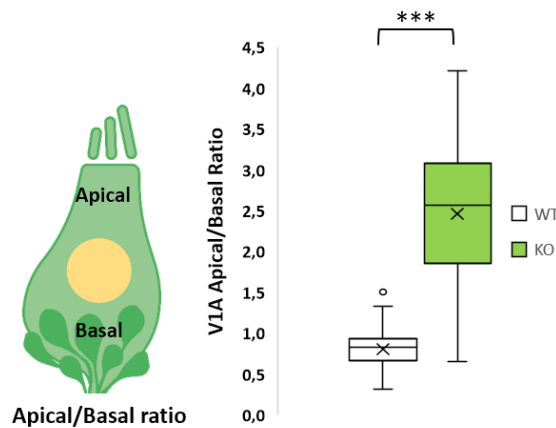 ***
4,5
4,0
3,5
3,0
2,5
2,0
1,5
1,0
0,5
0,0
V1A Apical/Basal Ratio
WT
KO
Apical
Basal
Apical/Basal ratio